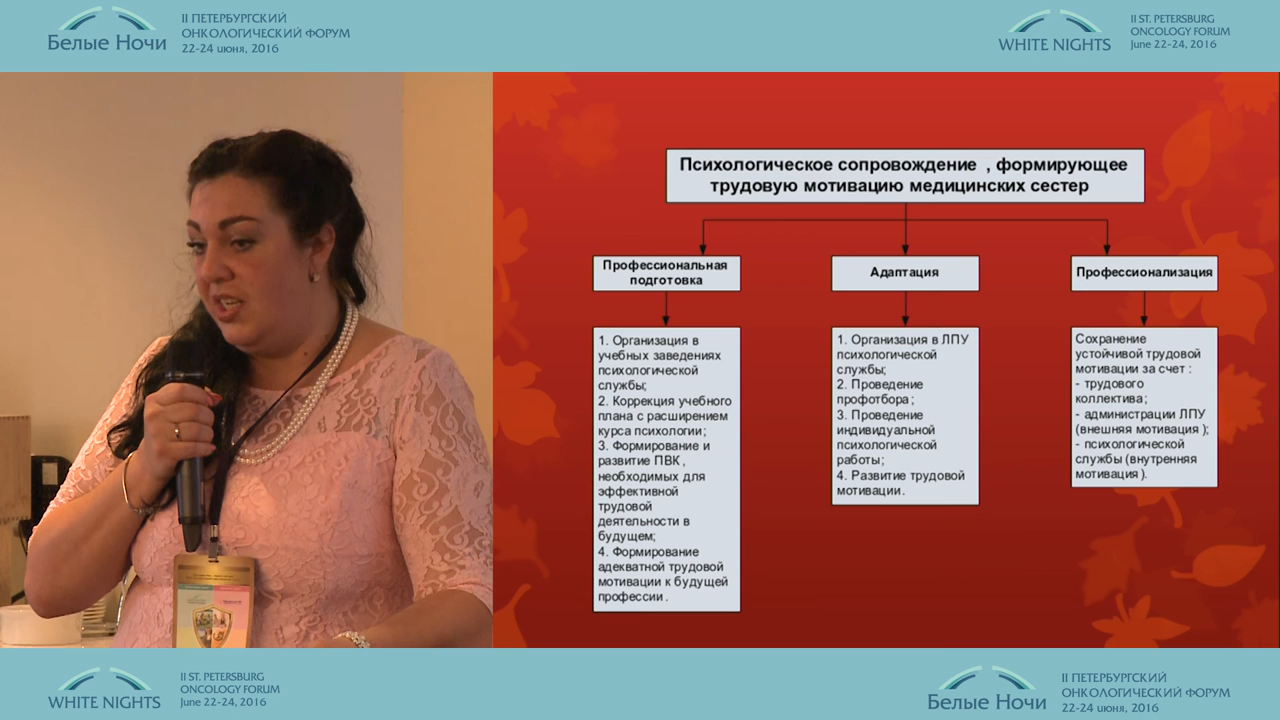 Белые Ночи
II ПЕТЕРБУРГСКИЙ
ОНКОЛОГИЧЕСКИЙ ФОРУМ
22-24 июня, 2016
WHITE NIGHTS
II ST. PETERSBURG
ONCOLOGY FORUM
June 22-24, 2016
Психологическое сопровождение , формирующее
трудовую мотивацию медицинских сестер
Профессиональная
подготовка
1. Организация в
учебных заведениях
психологической
службы;
2. Коррекция учебного
плана с расширением
курса психологии;
3. Формирование и
развитие ПВК,
необходимых для
эффективной
трудовой
деятельности в
будущем;
4. Формирование
адекватной трудовой
мотивации к будущей
профессии.
Адаптация
1. Организация в ЛПУ
психологической
службы;
2. Проведение
профотбора;
3. Проведение
индивидуальной
психологической
работы;
4. Развитие трудовой
мотивации.
Профессионализация
Сохранение
устойчивой трудовой
мотивации за счет :
- трудового
коллектива;
- администрации ЛПУ
(внешняя мотивация );
- психологической
службы (внутренняя
мотивация ).
WHITE NIGHTS
II ST. PETERSBURG
ONCOLOGY FORUM
June 22-24, 2016
Белые Ночи
II ПЕТЕРБУРГСКИЙ
ОНКОЛОГИЧЕСКИЙ ФОРУМ
22-24 июня, 2016